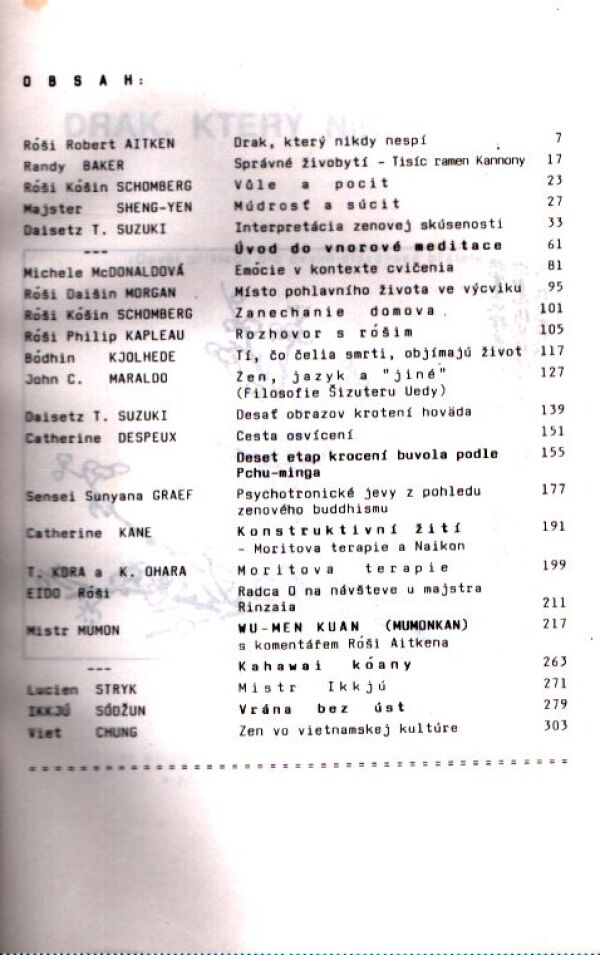 O B S A H :
Róši Robert AITKEN Drak, který nikdy nespí 7
Randy BAKER Správné živobytí - Tisíc ramen Kannony 17
Róši Kóšin SCHOMBERG Vůle a pocit 23
Majster SHENG-YEN Múdrosť a súcit 27
Daisetz T. SUZUKI Interpretácia zenovej skúsenosti 33
--- Úvod do vnorové meditace 61
Michele McDONALDOVÁ Emócie v kontexte cvičenia 81
Róši Daišin MORGAN Místo pohlavního života ve výcviku 95
Róši Kóšin SCHOMBERG Zanechanie domova 101
Róši Philip KAPLEAU Rozhovor s róšim 105
Bódhin KJOLHEDE Tí, čo čelia smrti, objímajú život 117
John C. MARALDO Zen, jazyk a "jiné" 127
(Filosofie Šizuteru Uedy)
Daisetz T. SUZUKI Desať obrazov krotení hováda 139
Catherine DESPEUX Cesta osvícení 151
Deset etap krocení buvola podle 155
Pchu-minga
Sensei Sunyana GRAEF Psychotronické jevy z pohledu 177
zenového buddhismu
Catherine KANE Konstruktivní žití 191
- Moritova terapie a Naikon
T. KORA a K. OHARA Moritova terapie 199
EIDO Róši Radca O na návšteve u majstra
Rinzaia 211
Mistr MUMON WU-MEN KUAN (MUMONKAN) 217
s komentářem Róši Aitkena
--- Kahawai kóany 263
Lucien STRYK Mistr Ikkjú 271
IKKJÚ SÓDŽUN Vrána bez úst 279
Viet CHUNG Zen vo vietnamskej kultúre 303